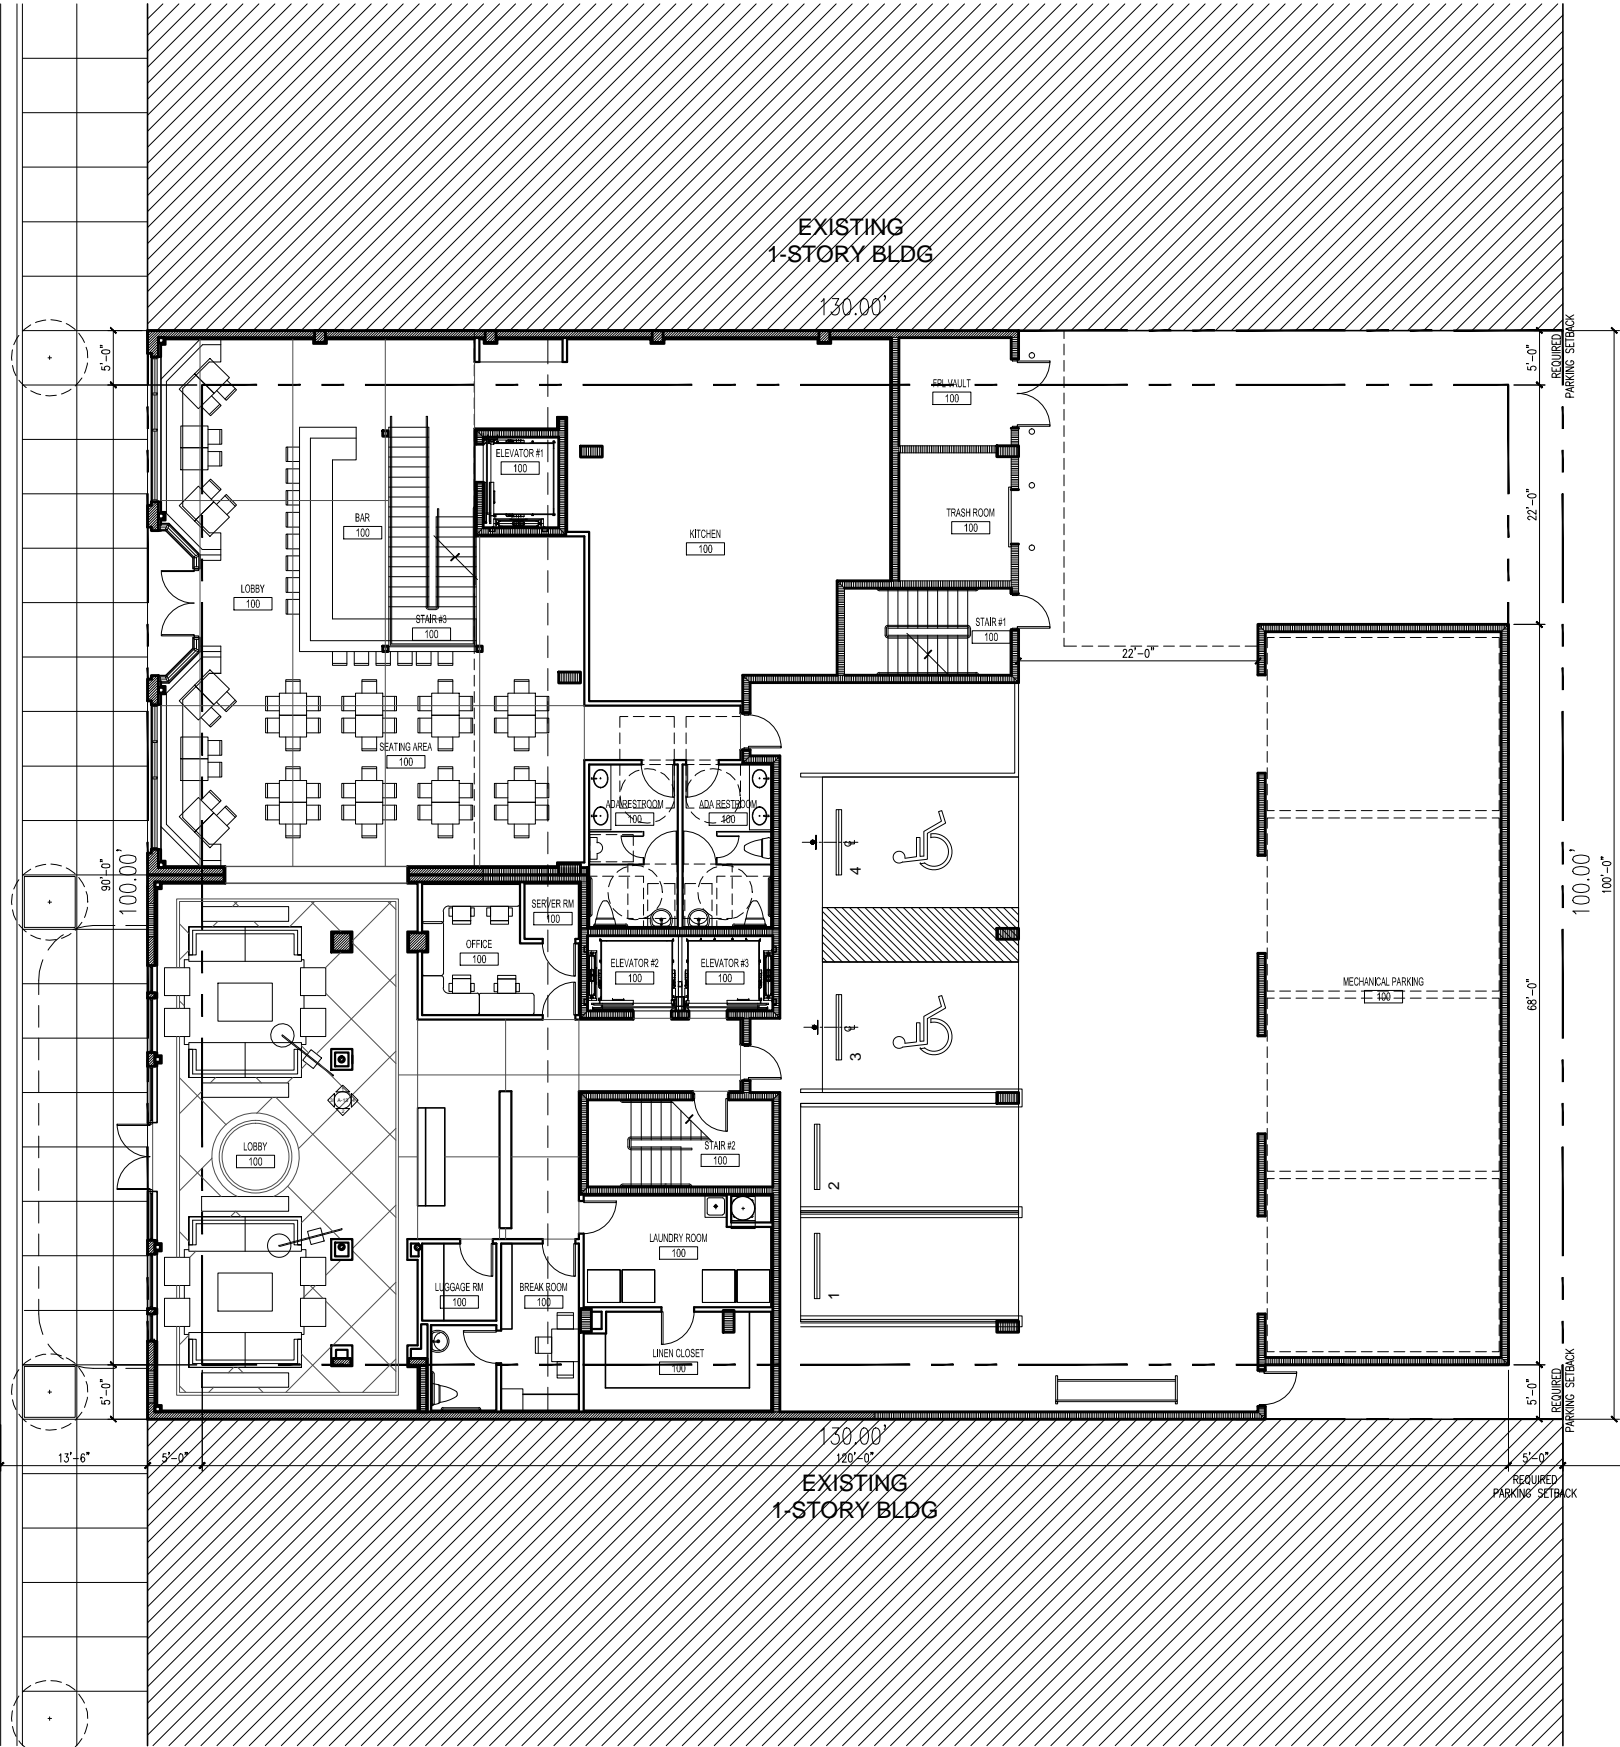 EXISTING
1-STORY BLDG
130.00'
5'-0"
5'-0"
REQUIRED
PARKING SETBACK
FPL VAULT
100
ELEVATOR #1
100
BAR
100
KITCHEN
100
TRASH ROOM
100
22'-0"
LOBBY
100
STAIR #3
100
STAIR #1
100
22'-0"
SEATING AREA
100
ADA RESTROOM
100
ADA RESTROOM
100
4
90'-0"
100.00'
100.00'
100'-0"
SERVER RM
100
OFFICE
100
ELEVATOR #2
100
ELEVATOR #3
100
MECHANICAL PARKING
100
68'-0"
3
LOBBY
100
STAIR #2
100
2
LAUNDRY ROOM
100
LUGGAGE RM
100
BREAK ROOM
100
1
LINEN CLOSET
100
5'-0"
5'-0"
REQUIRED
PARKING SETBACK
130.00'
13'-6"
5'-0"
120'-0"
5'-0"
EXISTING
1-STORY BLDG
REQUIRED
PARKING SETBACK